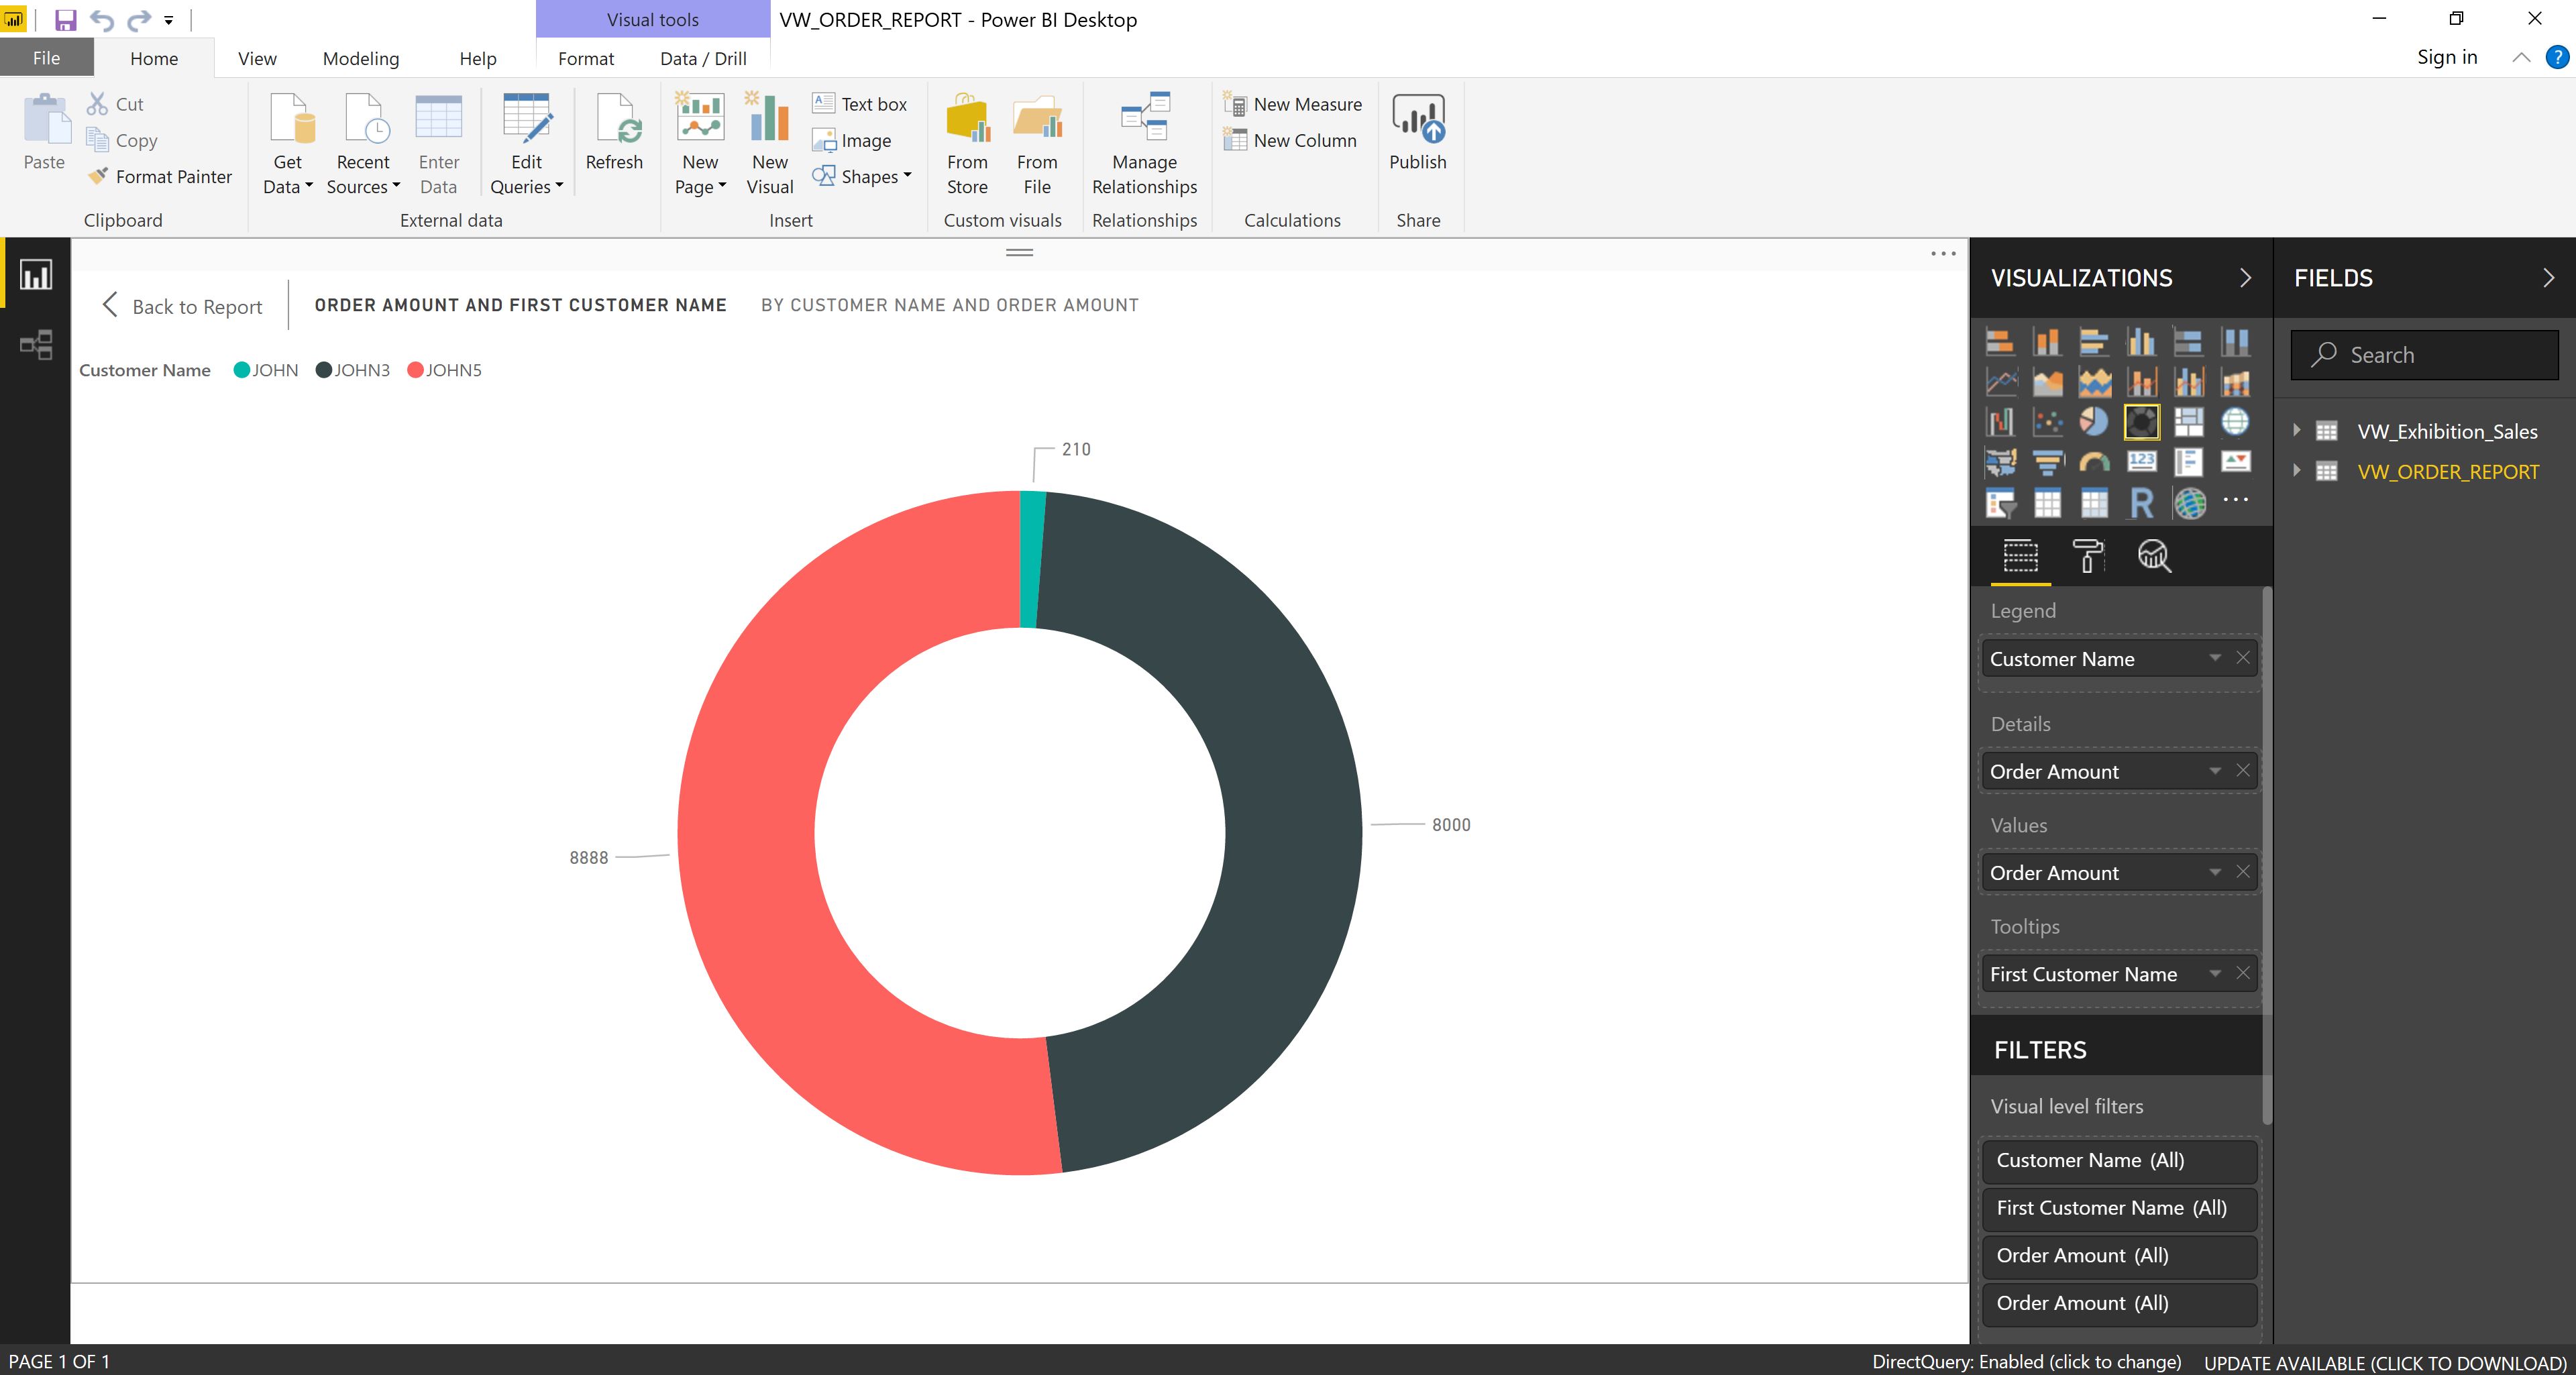 Visual tools
VW_ORDER_REPORT - Power BI Desktop
File
Home
View
Modeling
Help
Format
Data / Drill
Sign in
?
Paste
Cut
Copy
Format Painter
Clipboard
Get Data
Recent Sources
Enter Data
Edit Queries
Refresh
External data
New Page
New Visual
Text box
Image
Shapes
Insert
From Store
From File
Custom visuals
Manage Relationships
Relationships
New Measure
New Column
Calculations
Publish
Share
Back to Report
ORDER AMOUNT AND FIRST CUSTOMER NAME
BY CUSTOMER NAME AND ORDER AMOUNT
Customer Name JOHN JOHN3 JOHN5
210
8000
8888
VISUALIZATIONS
123
R
Legend
Customer Name
Details
Order Amount
Values
Order Amount
Tooltips
First Customer Name
FILTERS
Visual level filters
Customer Name (All)
First Customer Name (All)
Order Amount (All)
Order Amount (All)
FIELDS
Search
VW_Exhibition_Sales
VW_ORDER_REPORT
PAGE 1 OF 1
DirectQuery: Enabled (click to change)
UPDATE AVAILABLE (CLICK TO DOWNLOAD)